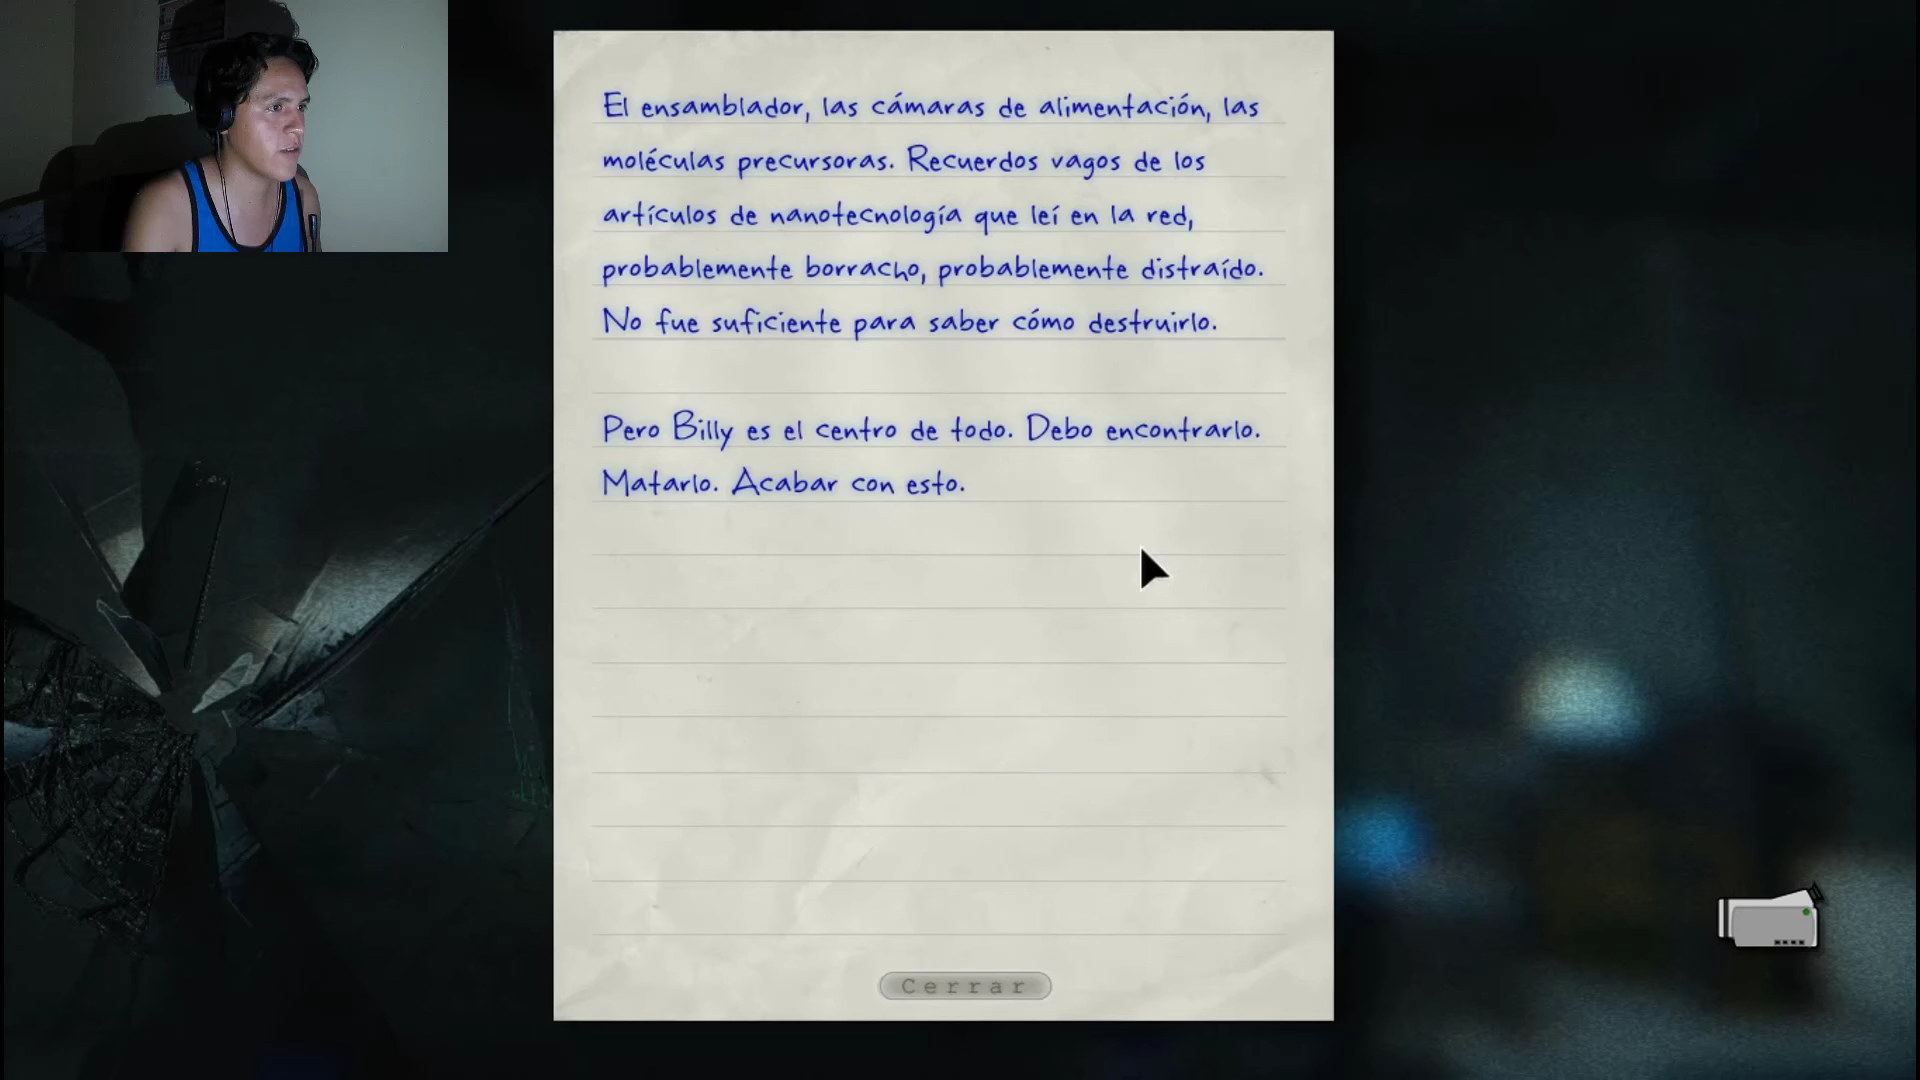 El ensamblador, las cámaras de alimentación, las
moléculas precursoras. Recuerdos vagos de los
artículos de nanotecnología que leí en la red,
probablemente borracho, probablemente distraído.
No fue suficiente para saber cómo destruirlo.
Pero Billy es el centro de todo. Debo encontrarlo.
Matarlo. Acabar con esto.
Cerrar